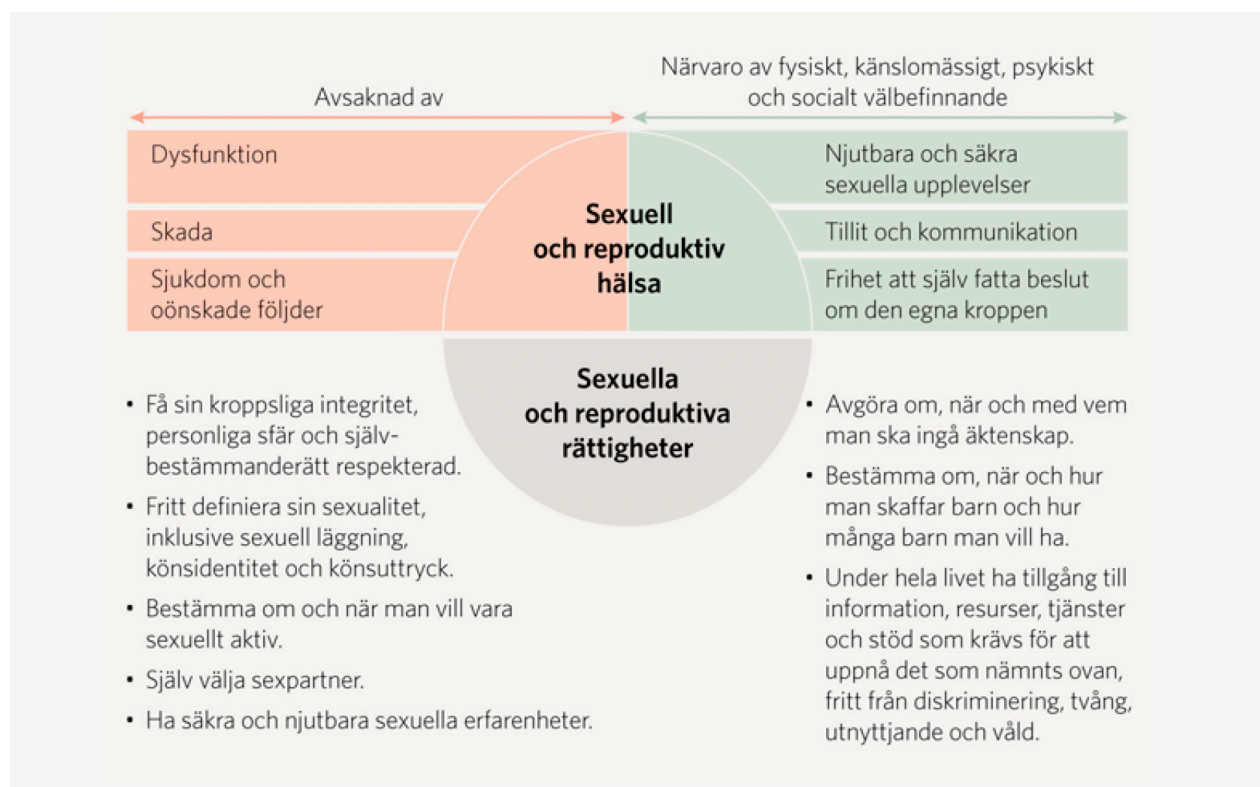 Avsaknad av
Närvaro av fysiskt, känslomässigt, psykiskt
och socialt välbefinnande
Dysfunktion
Skada
Sjukdom och
oönskade följder
Sexuell
och reproduktiv
hälsa
Njutbara och säkra
sexuella upplevelser
Tillit och kommunikation
Frihet att själv fatta beslut
om den egna kroppen
Sexuella
och reproduktiva
rättigheter
• Få sin kroppsliga integritet,
personliga sfär och själv-
bestämmanderätt respekterad.
• Fritt definiera sin sexualitet,
inklusive sexuell läggning,
könsidentitet och könsuttryck.
• Bestämma om och när man vill vara
sexuellt aktiv.
• Själv välja sexpartner.
• Ha säkra och njutbara sexuella erfarenheter.
• Avgöra om, när och med vem
man ska ingå äktenskap.
• Bestämma om, när och hur
man skaffar barn och hur
många barn man vill ha.
• Under hela livet ha tillgång till
information, resurser, tjänster
och stöd som krävs för att
uppnå det som nämnts ovan,
fritt från diskriminering, tvång,
utnyttjande och våld.